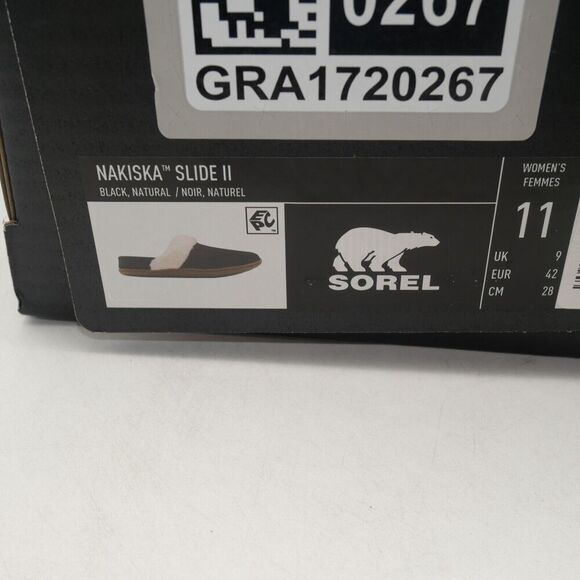 0267
GRA1720267
NAKISKA™ SLIDE II
BLACK, NATURAL / NOIR, NATUREL
EPC™
SOREL
WOMEN'S
FEMMES
11
UK 9
EUR 42
CM 28